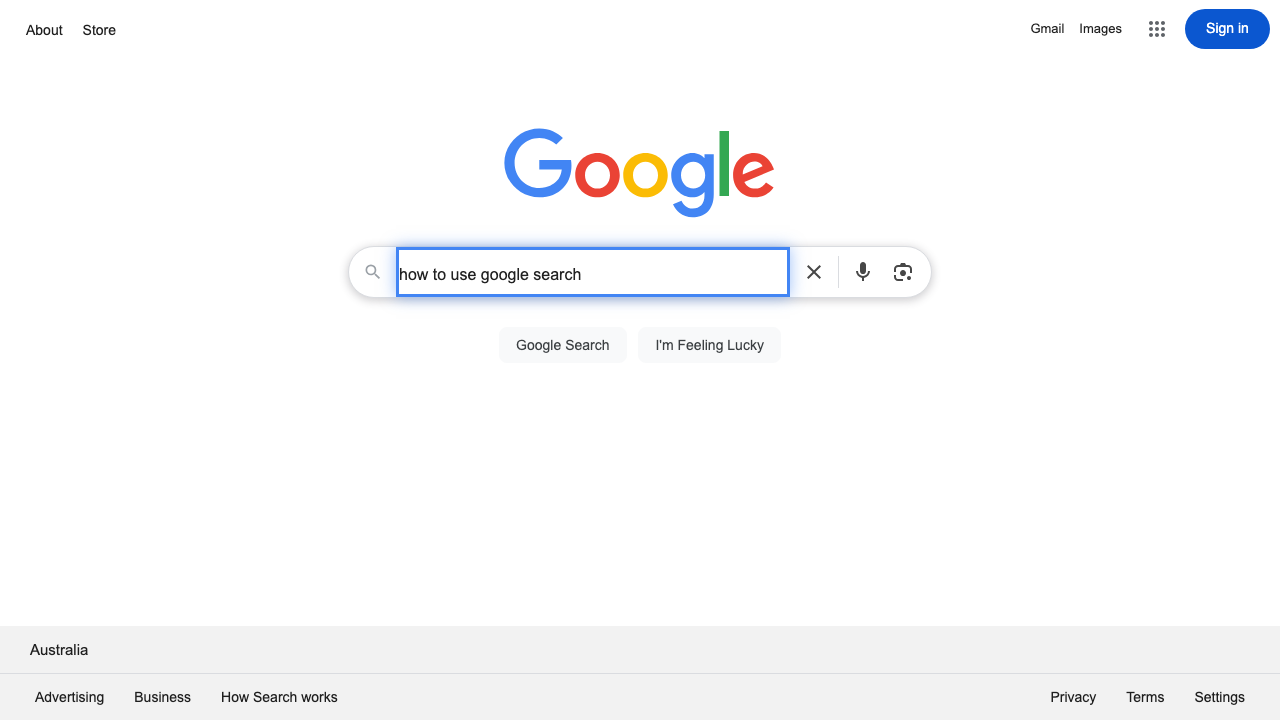 About Store
Gmail Images Sign in
Google
how to use google search
Google Search I'm Feeling Lucky
Australia
Advertising Business How Search works
Privacy Terms Settings